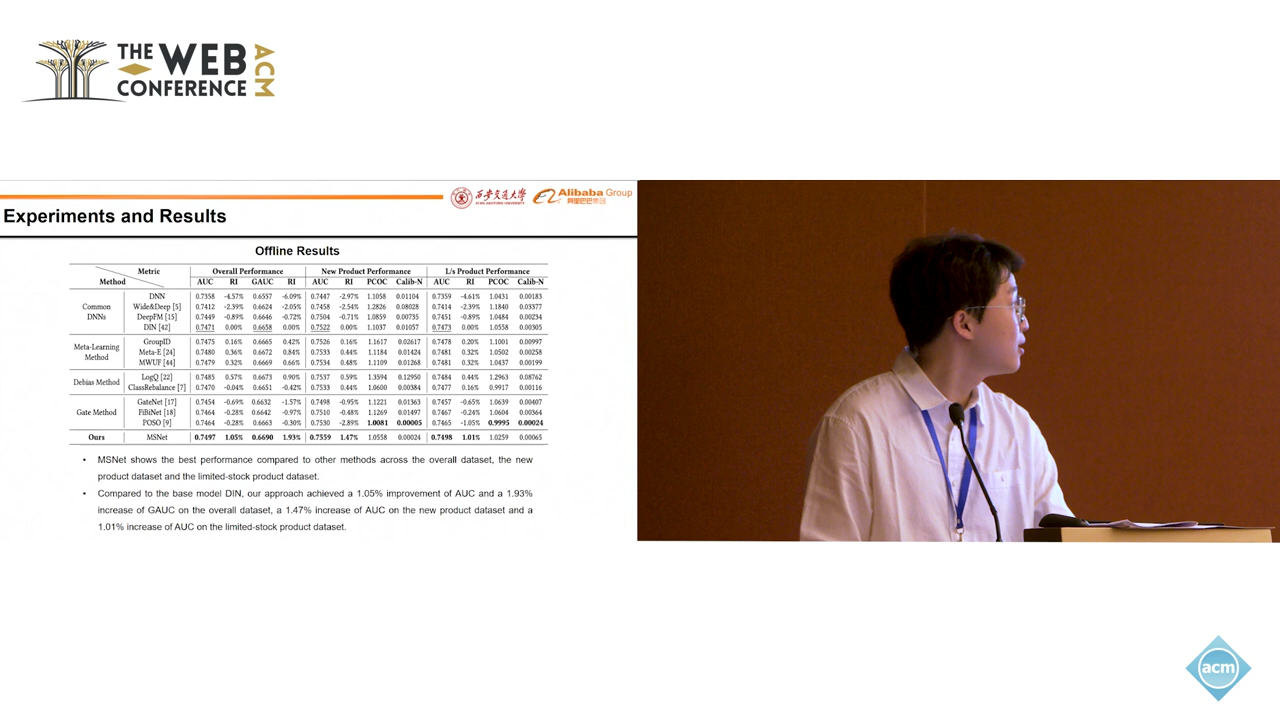 THE WEB
CONFERENCE
ACM
西安交通大学
XI'AN JIAOTONG UNIVERSITY
Alibaba Group
阿里巴巴集团
Experiments and Results
Offline Results
Metric Overall Performance New Product Performance L/s Product Performance
Method AUC RI GAUC RI AUC RI PCOC Calib-N AUC RI PCOC Calib-N
Common DNNs
DNN 0.7358 -4.57% 0.6557 -6.09% 0.7447 -2.97% 1.1058 0.01104 0.7359 -4.61% 1.0431 0.00183
Wide&Deep [5] 0.7412 -2.39% 0.6624 -2.05% 0.7458 -2.54% 1.2826 0.08028 0.7414 -2.39% 1.1840 0.03377
DeepFM [15] 0.7449 -0.89% 0.6646 -0.72% 0.7504 -0.71% 1.0859 0.00735 0.7451 -0.89% 1.0484 0.00234
DIN [42] 0.7471 0.00% 0.6658 0.00% 0.7522 0.00% 1.1037 0.01057 0.7473 0.00% 1.0558 0.00305
Meta-Learning Method
GroupID 0.7475 0.16% 0.6665 0.42% 0.7526 0.16% 1.1617 0.02617 0.7478 0.20% 1.1001 0.00997
Meta-E [24] 0.7480 0.36% 0.6672 0.84% 0.7533 0.44% 1.1184 0.01424 0.7481 0.32% 1.0502 0.00258
MWUF [44] 0.7479 0.32% 0.6669 0.66% 0.7534 0.48% 1.1109 0.01268 0.7481 0.32% 1.0437 0.00199
Debias Method
LogQ [22] 0.7485 0.57% 0.6673 0.90% 0.7537 0.59% 1.3594 0.12950 0.7484 0.44% 1.2963 0.08762
ClassRebalance [7] 0.7470 -0.04% 0.6651 -0.42% 0.7533 0.44% 1.0600 0.00384 0.7477 0.16% 0.9917 0.00116
Gate Method
GateNet [17] 0.7454 -0.69% 0.6632 -1.57% 0.7498 -0.95% 1.1221 0.01363 0.7457 -0.65% 1.0639 0.00407
FiBiNet [18] 0.7464 -0.28% 0.6642 -0.97% 0.7510 -0.48% 1.1269 0.01497 0.7467 -0.24% 1.0604 0.00364
POSO [9] 0.7464 -0.28% 0.6663 -0.30% 0.7530 -2.89% 1.0081 0.00005 0.7465 -1.05% 0.9995 0.00024
Ours MSNet 0.7497 1.05% 0.6690 1.93% 0.7559 1.47% 1.0558 0.00024 0.7498 1.01% 1.0259 0.00065
• MSNet shows the best performance compared to other methods across the overall dataset, the new
product dataset and the limited-stock product dataset.
• Compared to the base model DIN, our approach achieved a 1.05% improvement of AUC and a 1.93%
increase of GAUC on the overall dataset, a 1.47% increase of AUC on the new product dataset and a
1.01% increase of AUC on the limited-stock product dataset.
acm